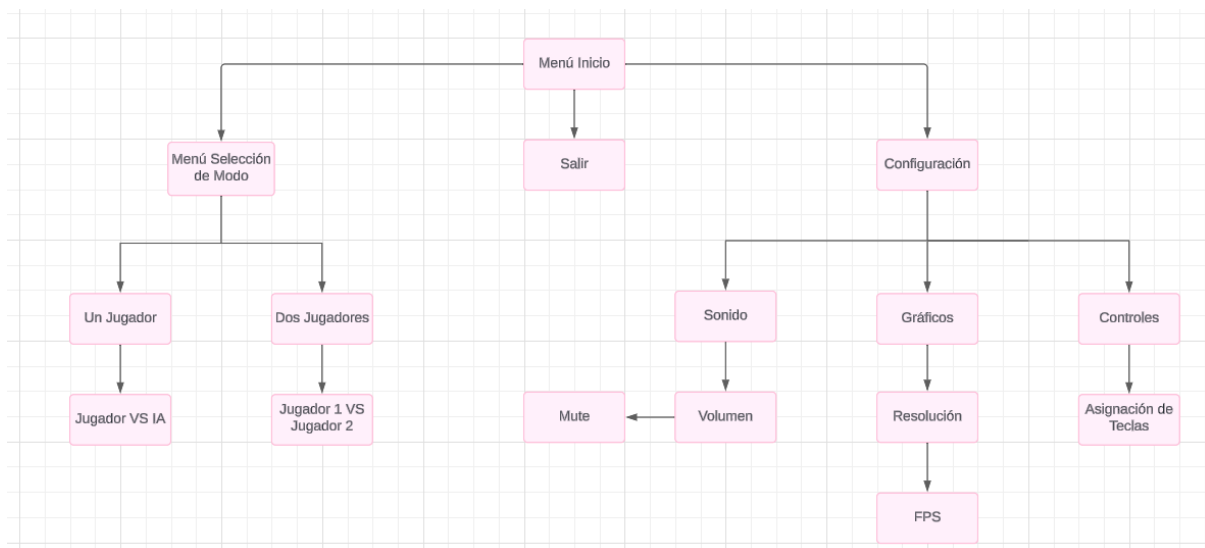 Menú Inicio
Menú Selección
de Modo
Salir
Configuración
Un Jugador
Dos Jugadores
Sonido
Gráficos
Controles
Jugador VS IA
Jugador 1 VS
Jugador 2
Mute
Volumen
Resolución
Asignación de
Teclas
FPS